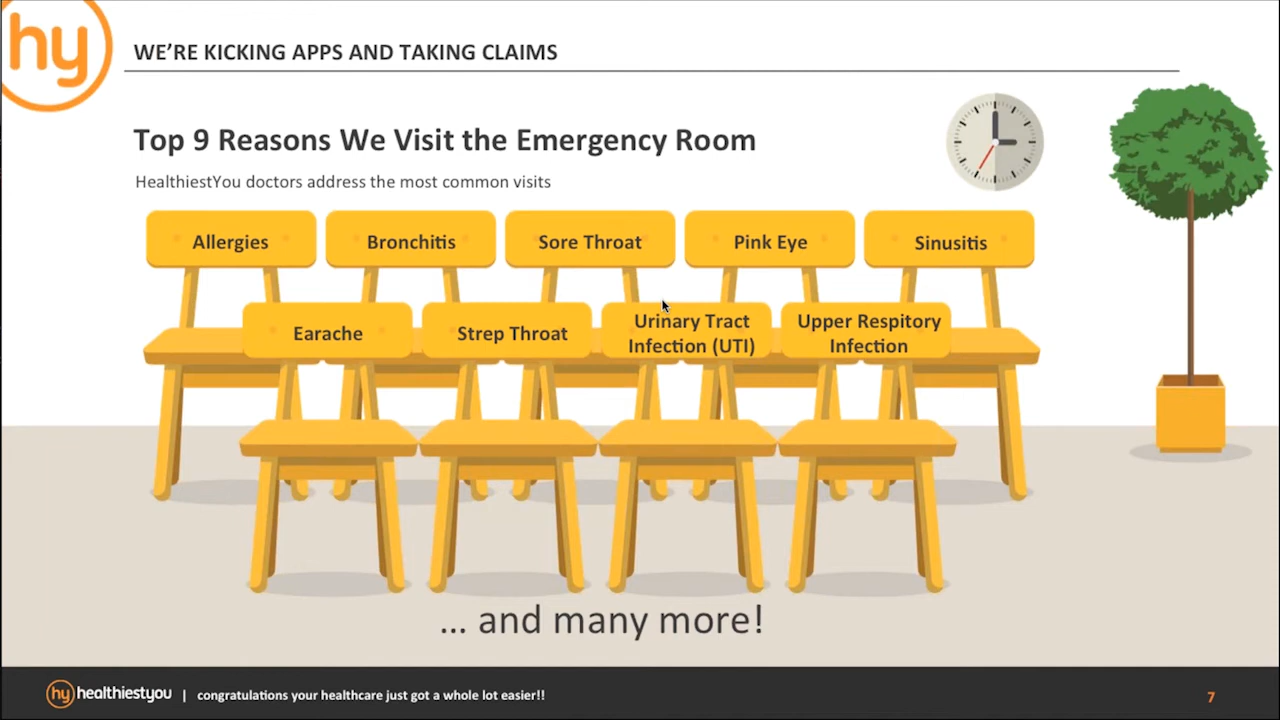 hy
WE’RE KICKING APPS AND TAKING CLAIMS
Top 9 Reasons We Visit the Emergency Room
HealthiestYou doctors address the most common visits
Allergies
Bronchitis
Sore Throat
Pink Eye
Sinusitis
Earache
Strep Throat
Urinary Tract
Infection (UTI)
Upper Respitory
Infection
... and many more!
hy healthiestyou | congratulations your healthcare just got a whole lot easier!!
7